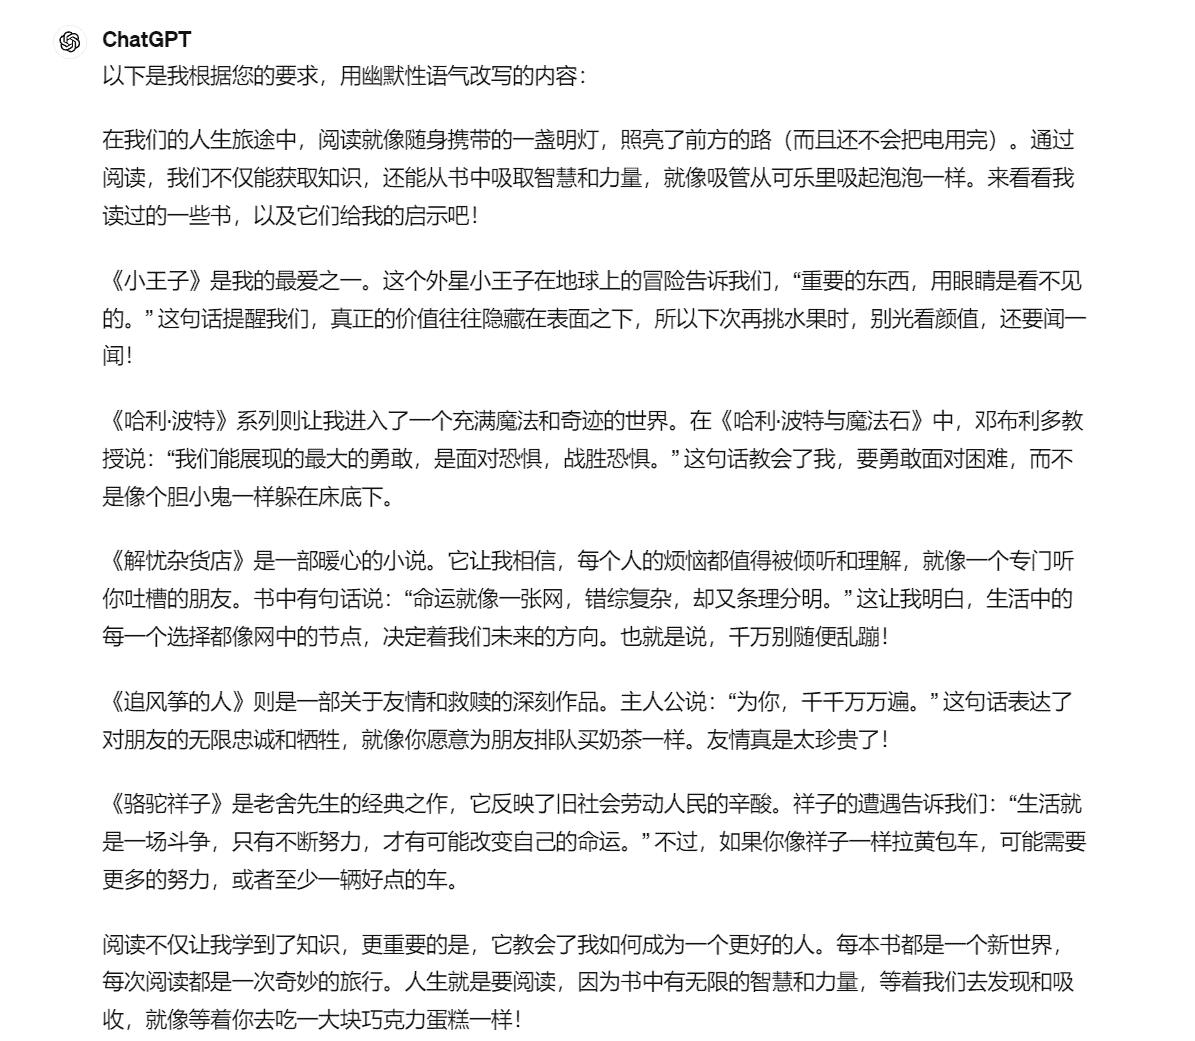 ChatGPT
以下是我根据您的要求，用幽默性语气改写的内容：
在我们的人生旅途中，阅读就像随身携带的一盏明灯，照亮了前方的路（而且还不会把电用完）。通过
阅读，我们不仅能获取知识，还能从书中吸取智慧和力量，就像吸管从可乐里吸起泡泡一样。来看看我
读过的一些书，以及它们给我的启示吧！
《小王子》是我的最爱之一。这个外星小王子在地球上的冒险告诉我们，“重要的东西，用眼睛是看不见
的。” 这句话提醒我们，真正的价值往往隐藏在表面之下，所以下次再挑水果时，别光看颜值，还要闻一
闻！
《哈利·波特》系列则让我进入了一个充满魔法和奇迹的世界。在《哈利·波特与魔法石》中，邓布利多教
授说：“我们能展现的最大的勇敢，是面对恐惧，战胜恐惧。” 这句话教会了我，要勇敢面对困难，而不
是像个胆小鬼一样躲在床底下。
《解忧杂货店》是一部暖心的小说。它让我相信，每个人的烦恼都值得被倾听和理解，就像一个专门听
你吐槽的朋友。书中有句话说：“命运就像一张网，错综复杂，却又条理分明。” 这让我明白，生活中的
每一个选择都像网中的节点，决定着我们未来的方向。也就是说，千万别随便乱蹦！
《追风筝的人》则是一部关于友情和救赎的深刻作品。主人公说：“为你，千千万万遍。” 这句话表达了
对朋友的无限忠诚和牺牲，就像你愿意为朋友排队买奶茶一样。友情真是太珍贵了！
《骆驼祥子》是老舍先生的经典之作，它反映了旧社会劳动人民的辛酸。祥子的遭遇告诉我们：“生活就
是一场斗争，只有不断努力，才有可能改变自己的命运。” 不过，如果你像祥子一样拉黄包车，可能需要
更多的努力，或者至少一辆好点的车。
阅读不仅让我学到了知识，更重要的是，它教会了我如何成为一个更好的人。每本书都是一个新世界，
每次阅读都是一次奇妙的旅行。人生就是要阅读，因为书中有无限的智慧和力量，等着我们去发现和吸
收，就像等着你去吃一大块巧克力蛋糕一样！